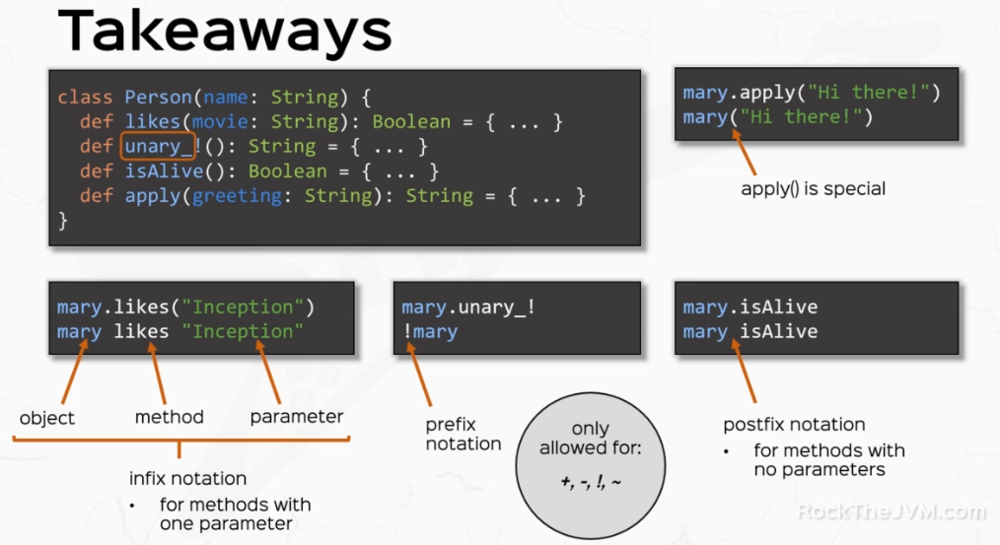 Takeaways
class Person(name: String) {
def likes(movie: String): Boolean = { ... }
def unary_!(): String = { ... }
def isAlive(): Boolean = { ... }
def apply(greeting: String): String = { ... }
}
mary.apply("Hi there!")
mary("Hi there!")
apply() is special
mary.likes("Inception")
mary likes "Inception"
object
method
parameter
infix notation
• for methods with
one parameter
mary.unary_!
!mary
prefix
notation
only
allowed for:
+, -, !, ~
mary.isAlive
mary isAlive
postfix notation
• for methods with
no parameters
RockTheJVM.com